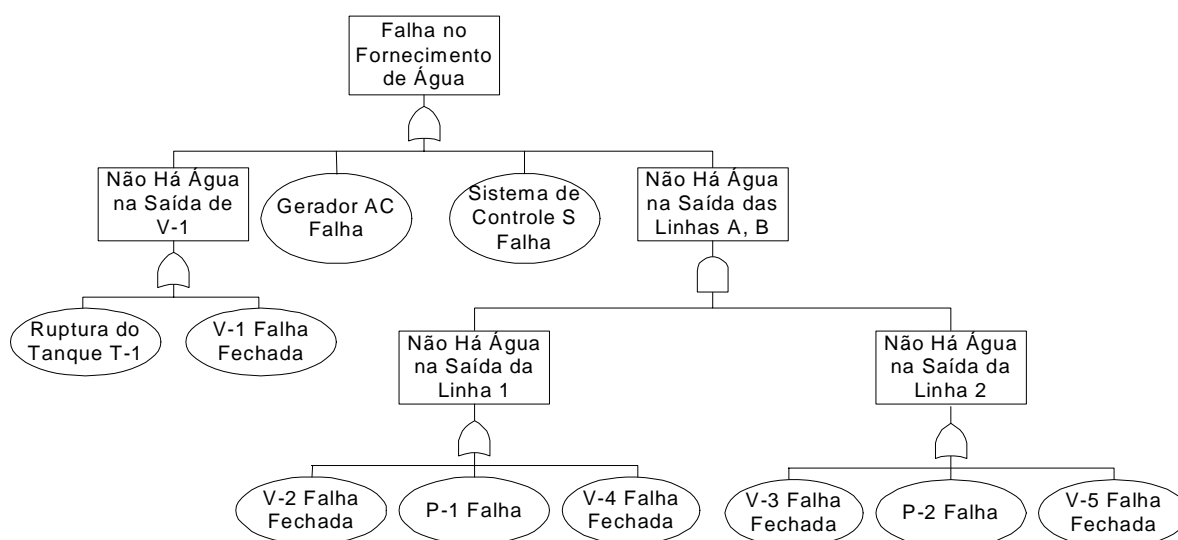 Falha no
Fornecimento
de Água
Não Há Água
na Saída de
V-1
Gerador AC
Falha
Sistema de
Controle S
Falha
Não Há Água
na Saída das
Linhas A, B
Ruptura do
Tanque T-1
V-1 Falha
Fechada
Não Há Água
na Saída da
Linha 1
Não Há Água
na Saída da
Linha 2
V-2 Falha
Fechada
P-1 Falha
V-4 Falha
Fechada
V-3 Falha
Fechada
P-2 Falha
V-5 Falha
Fechada